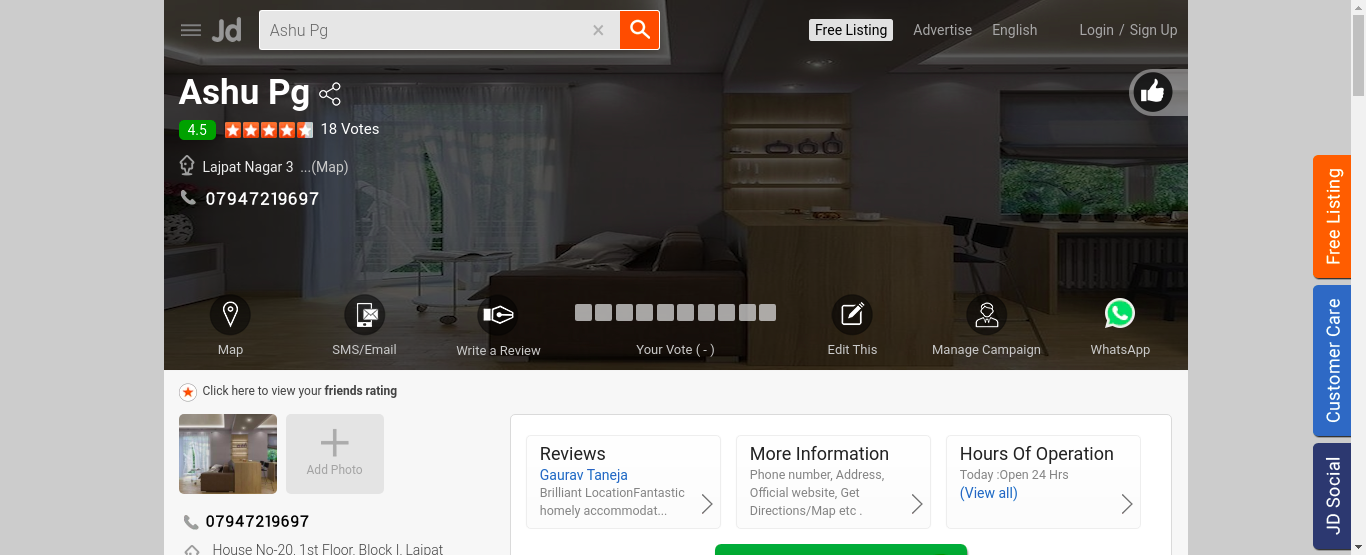 Jd
Ashu Pg
Free Listing
Advertise
English
Login / Sign Up
Ashu Pg
4.5
18 Votes
Lajpat Nagar 3 ...(Map)
07947219697
Map
SMS/Email
Write a Review
Your Vote ( - )
Edit This
Manage Campaign
WhatsApp
Free Listing
Customer Care
JD Social
Click here to view your friends rating
Add Photo
07947219697
House No-20, 1st Floor, Block I, Lajpat
Reviews
Gaurav Taneja
Brilliant LocationFantastic
homely accommodat...
More Information
Phone number, Address,
Official website, Get
Directions/Map etc .
Hours Of Operation
Today :Open 24 Hrs
(View all)